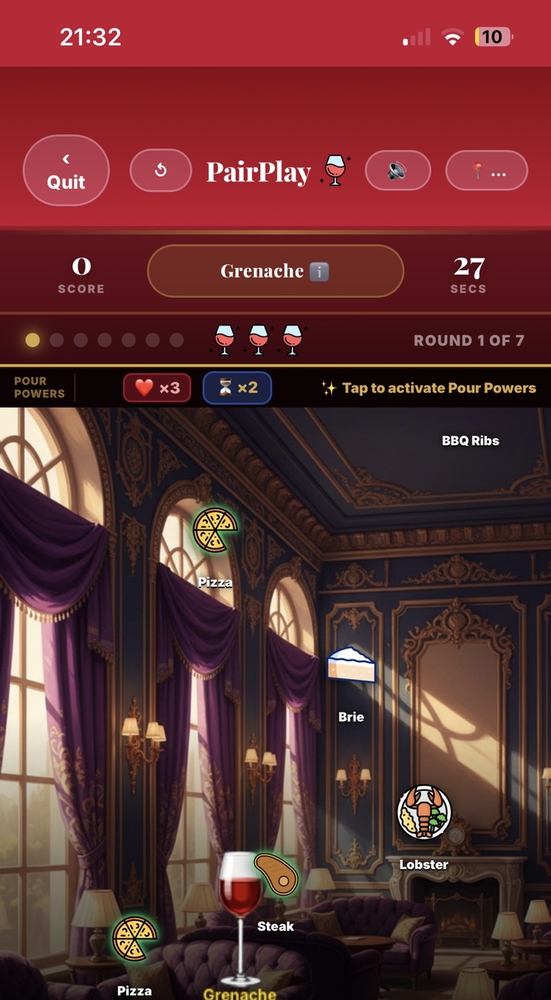 21:32
10
‹
Quit
↺
PairPlay
...
0
SCORE
Grenache i
27
SECS
ROUND 1 OF 7
POUR
POWERS
×3
×2
Tap to activate Pour Powers
BBQ Ribs
Pizza
Brie
Lobster
Steak
Pizza
Grenache